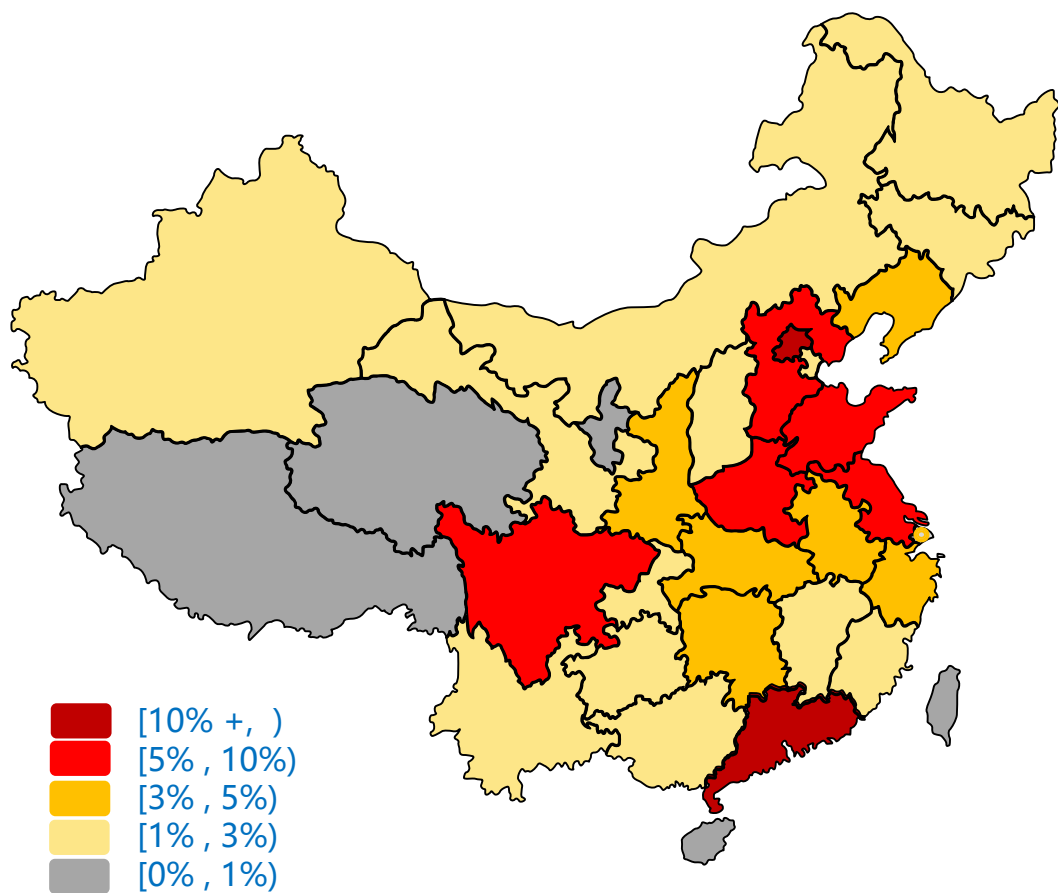 [10% +, )
[5% , 10%)
[3% , 5%)
[1% , 3%)
[0% , 1%)